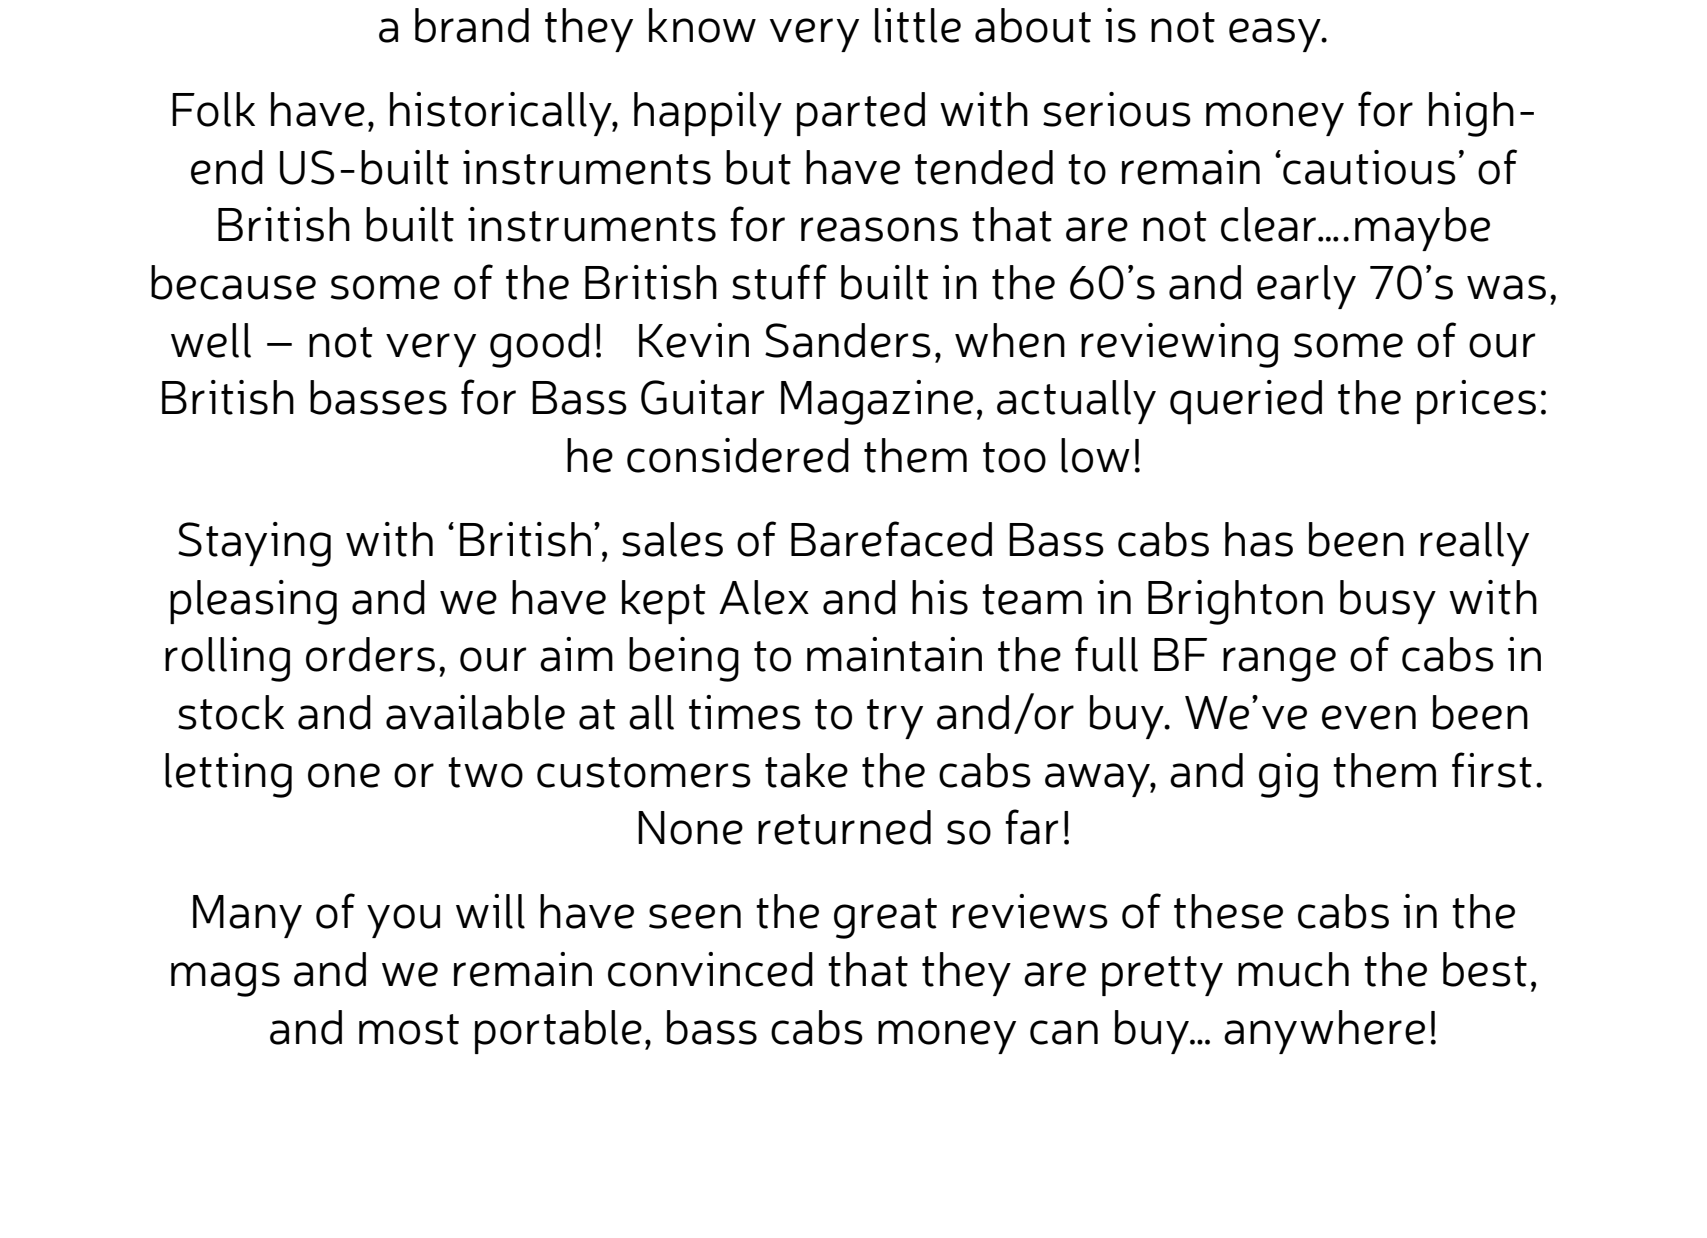 a brand they know very little about is not easy.
Folk have, historically, happily parted with serious money for high-
end US-built instruments but have tended to remain ‘cautious’ of
British built instruments for reasons that are not clear….maybe
because some of the British stuff built in the 60’s and early 70’s was,
well – not very good!   Kevin Sanders, when reviewing some of our
British basses for Bass Guitar Magazine, actually queried the prices:
he considered them too low!
Staying with ‘British’, sales of Barefaced Bass cabs has been really
pleasing and we have kept Alex and his team in Brighton busy with
rolling orders, our aim being to maintain the full BF range of cabs in
stock and available at all times to try and/or buy. We’ve even been
letting one or two customers take the cabs away, and gig them first.
None returned so far!
Many of you will have seen the great reviews of these cabs in the
mags and we remain convinced that they are pretty much the best,
and most portable, bass cabs money can buy… anywhere!